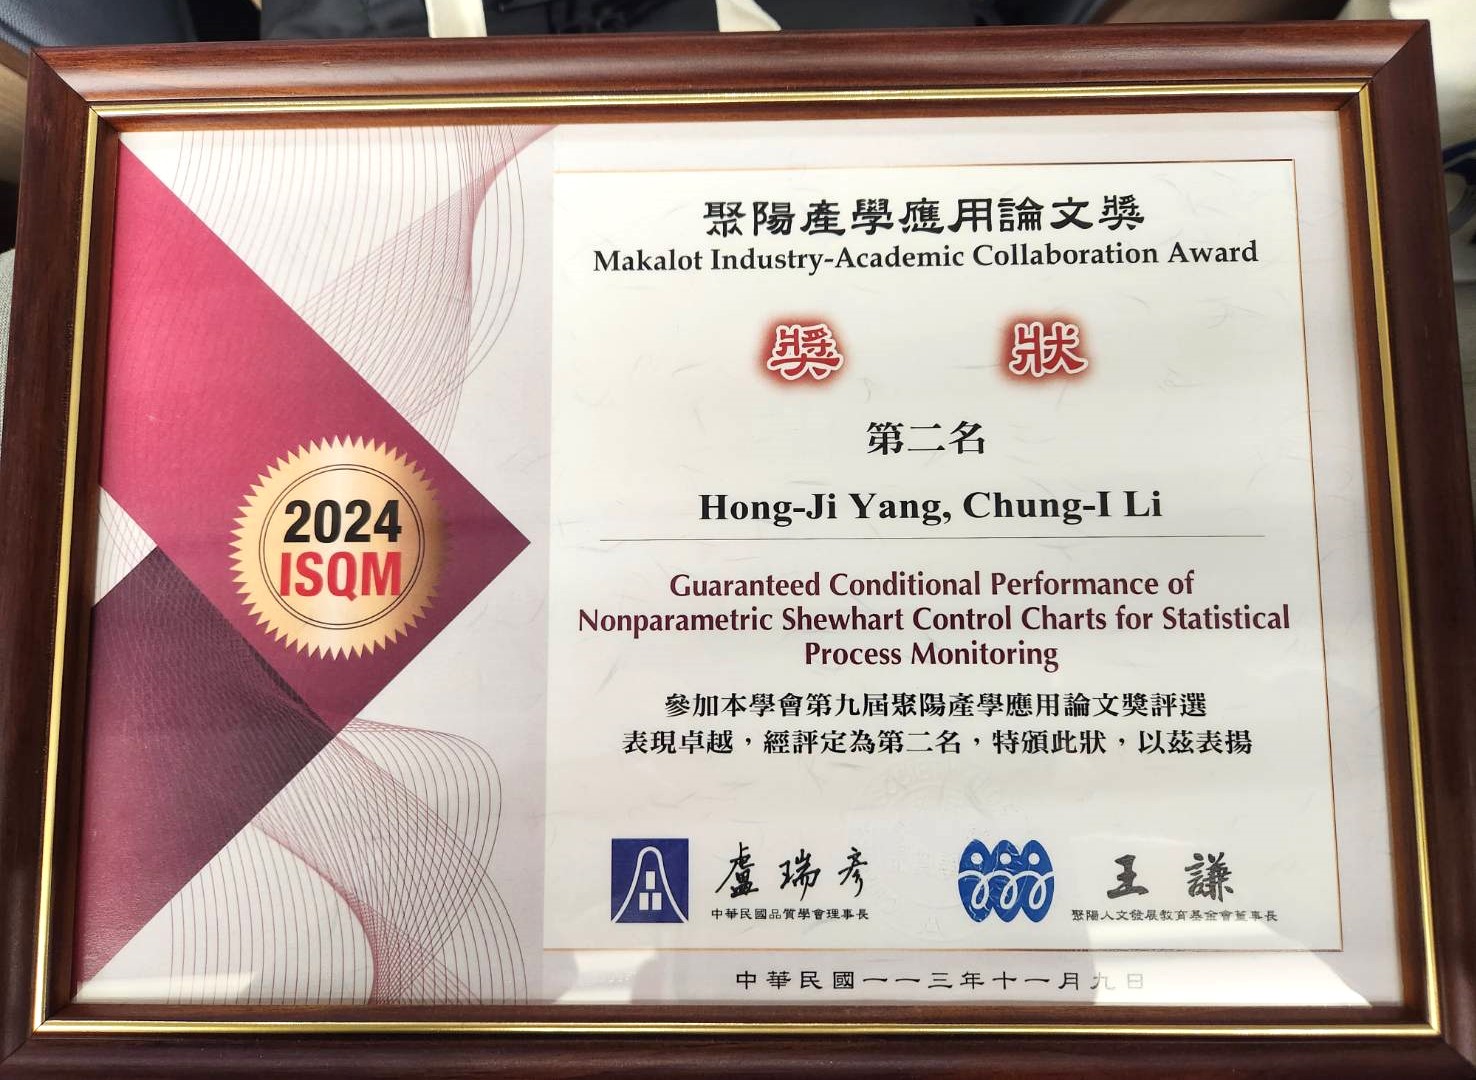 聚陽產學應用論文獎
Makalot Industry-Academic Collaboration Award
獎 狀
第二名
Hong-Ji Yang, Chung-I Li
2024
ISQM
Guaranteed Conditional Performance of
Nonparametric Shewhart Control Charts for Statistical
Process Monitoring
參加本學會第九屆聚陽產學應用論文獎評選
表現卓越，經評定為第二名，特頒此狀，以茲表揚
盧瑞彥
中華民國品質學會理事長
王謙
聚陽人文發展教育基金會董事長
中華民國一一三年十一月九日